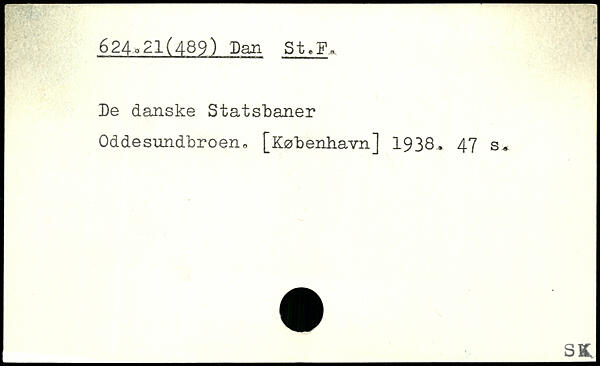 624.21(489) Dan St.F.
De danske Statsbaner
Oddesundbroen. [København] 1938. 47 s.
SK